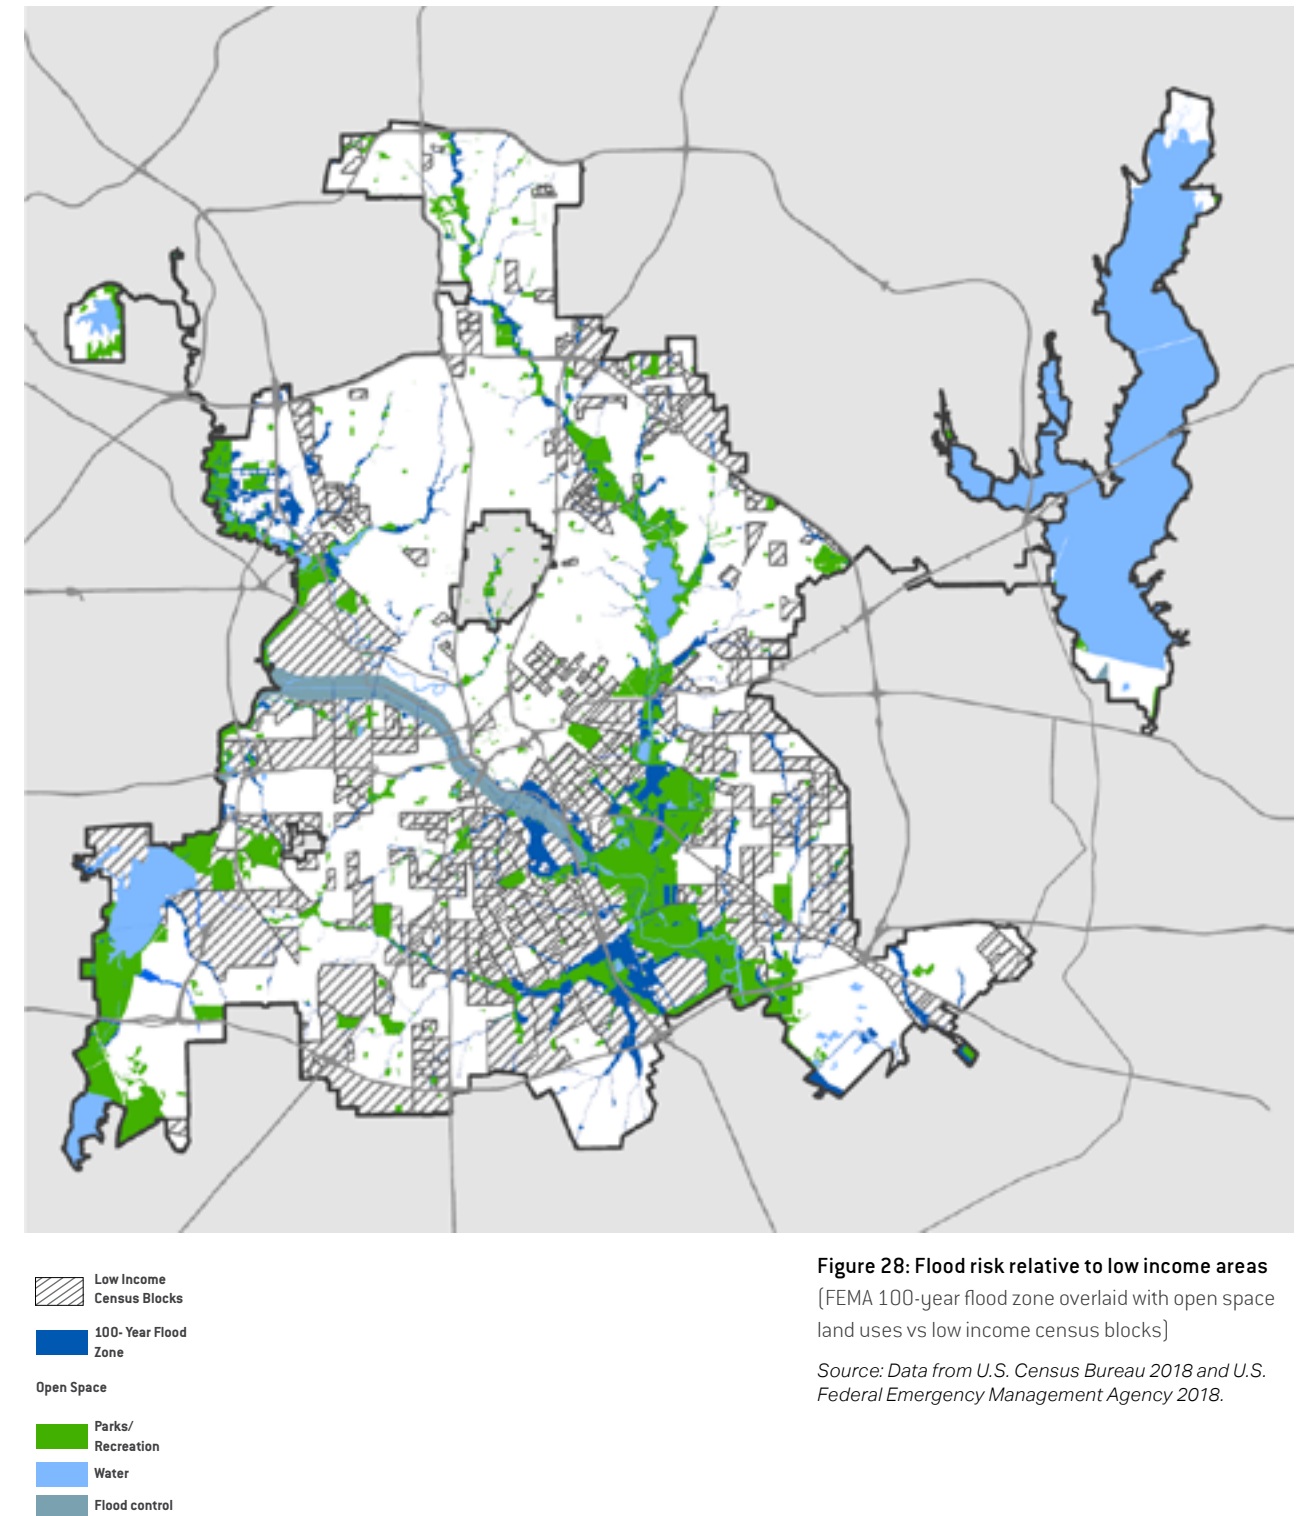 Low Income
Census Blocks
100- Year Flood
Zone
Open Space
Parks/
Recreation
Water
Flood control
Figure 28: Flood risk relative to low income areas
(FEMA 100-year flood zone overlaid with open space
land uses vs low income census blocks)
Source: Data from U.S. Census Bureau 2018 and U.S.
Federal Emergency Management Agency 2018.